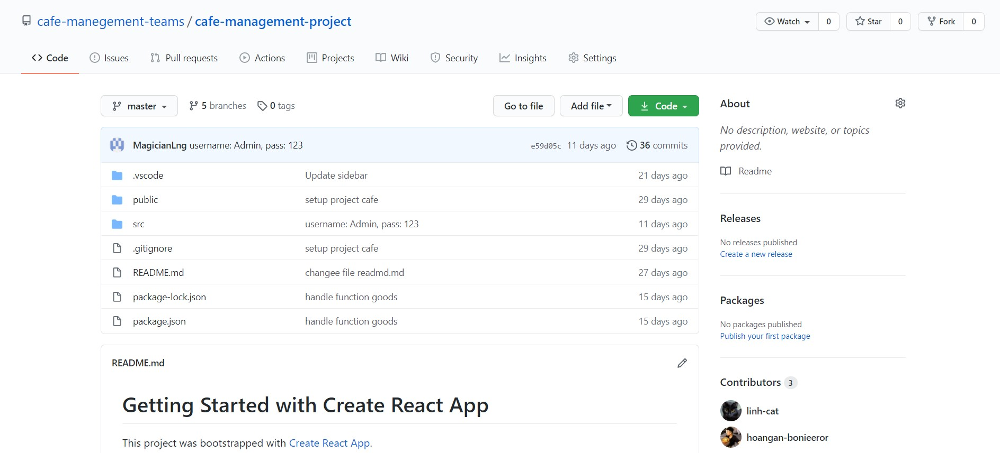 cafe-manegement-teams / cafe-management-project
Watch 0 Star 0 Fork 0
Code Issues Pull requests Actions Projects Wiki Security Insights Settings
master 5 branches 0 tags Go to file Add file Code
MagicianLng username: Admin, pass: 123 e59d05c 11 days ago 36 commits
.vscode Update sidebar 21 days ago
public setup project cafe 29 days ago
src username: Admin, pass: 123 11 days ago
.gitignore setup project cafe 29 days ago
README.md changee file readmd.md 27 days ago
package-lock.json handle function goods 15 days ago
package.json handle function goods 15 days ago
README.md
Getting Started with Create React App
This project was bootstrapped with Create React App.
About
No description, website, or topics
provided.
Readme
Releases
No releases published
Create a new release
Packages
No packages published
Publish your first package
Contributors 3
linh-cat
hoangan-bonieeror